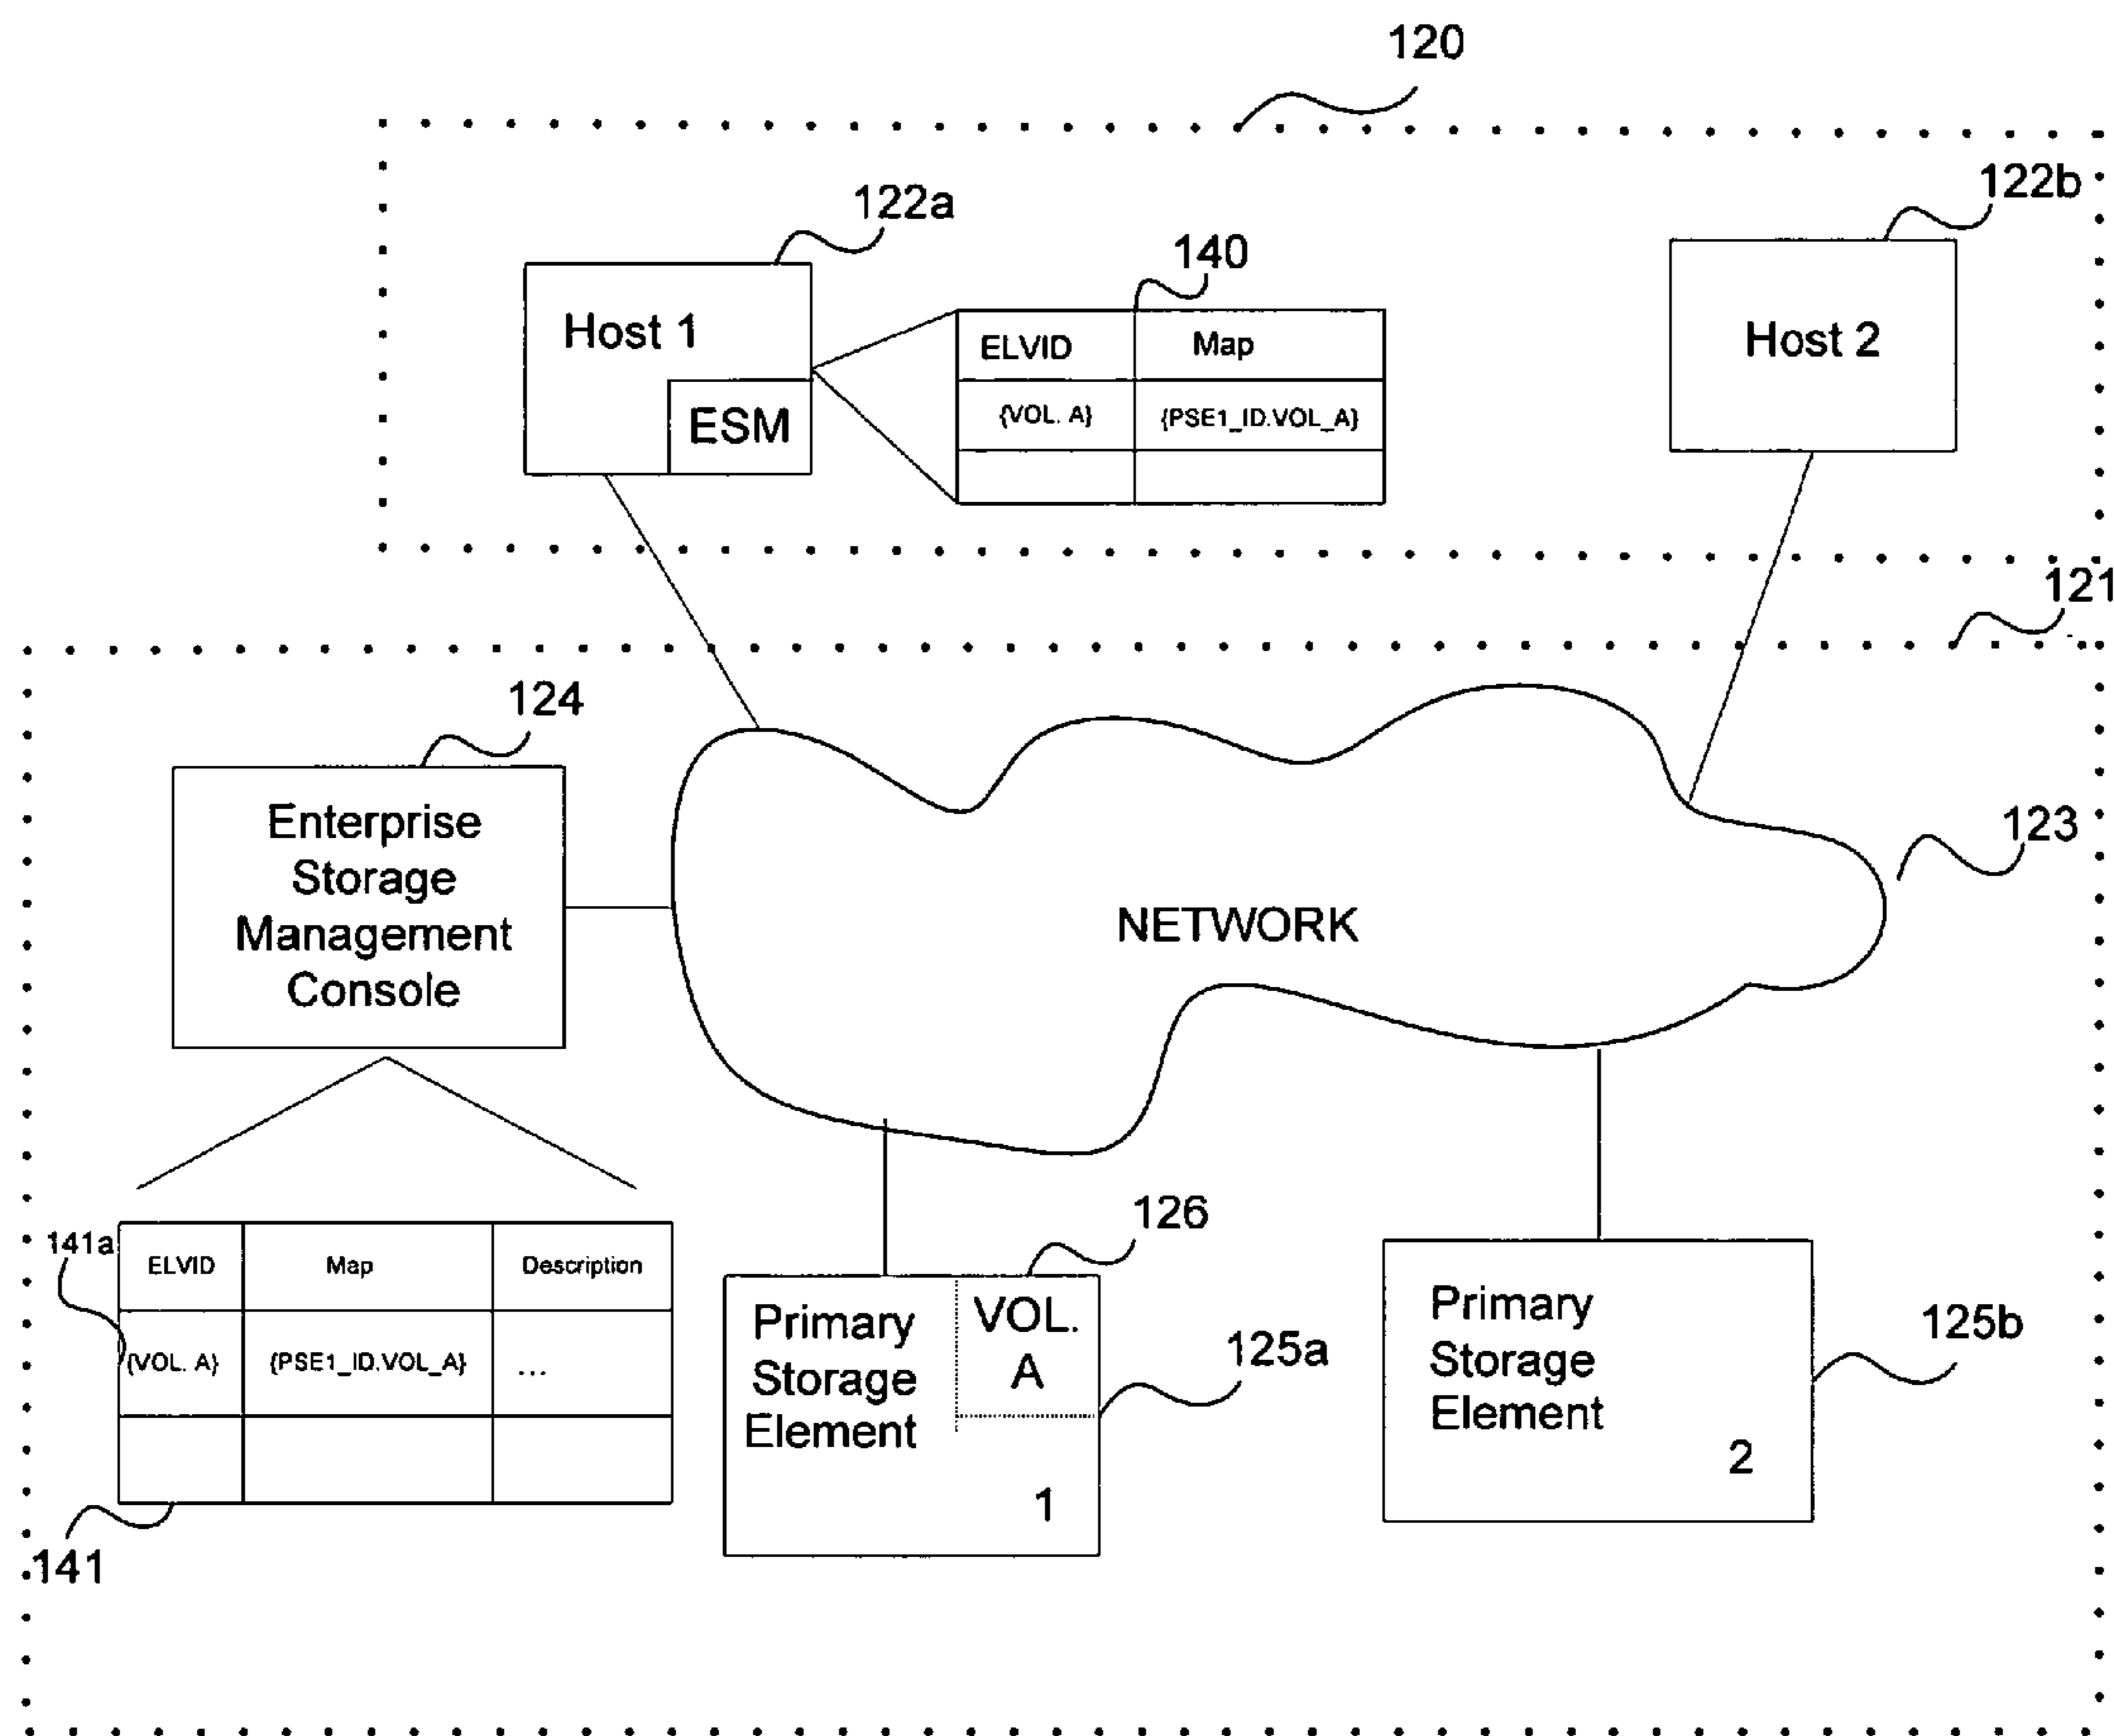 120
122a
122b
140
Host 1
ESM
ELVID Map
{VOL. A} {PSE1_ID.VOL_A}
Host 2
121
124
Enterprise
Storage
Management
Console
123
NETWORK
126
141a
ELVID Map Description
{VOL. A} {PSE1_ID.VOL_A} ...
141
Primary
Storage
Element
1
VOL.
A
125a
Primary
Storage
Element
2
125b